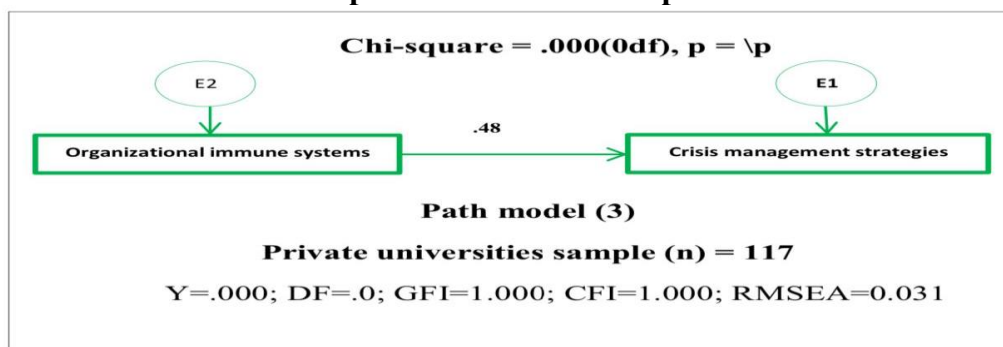 Chi-square = .000(0df), p = \p
E2
E1
.48
Organizational immune systems
Crisis management strategies
Path model (3)
Private universities sample (n) = 117
Y=.000; DF=.0; GFI=1.000; CFI=1.000; RMSEA=0.031